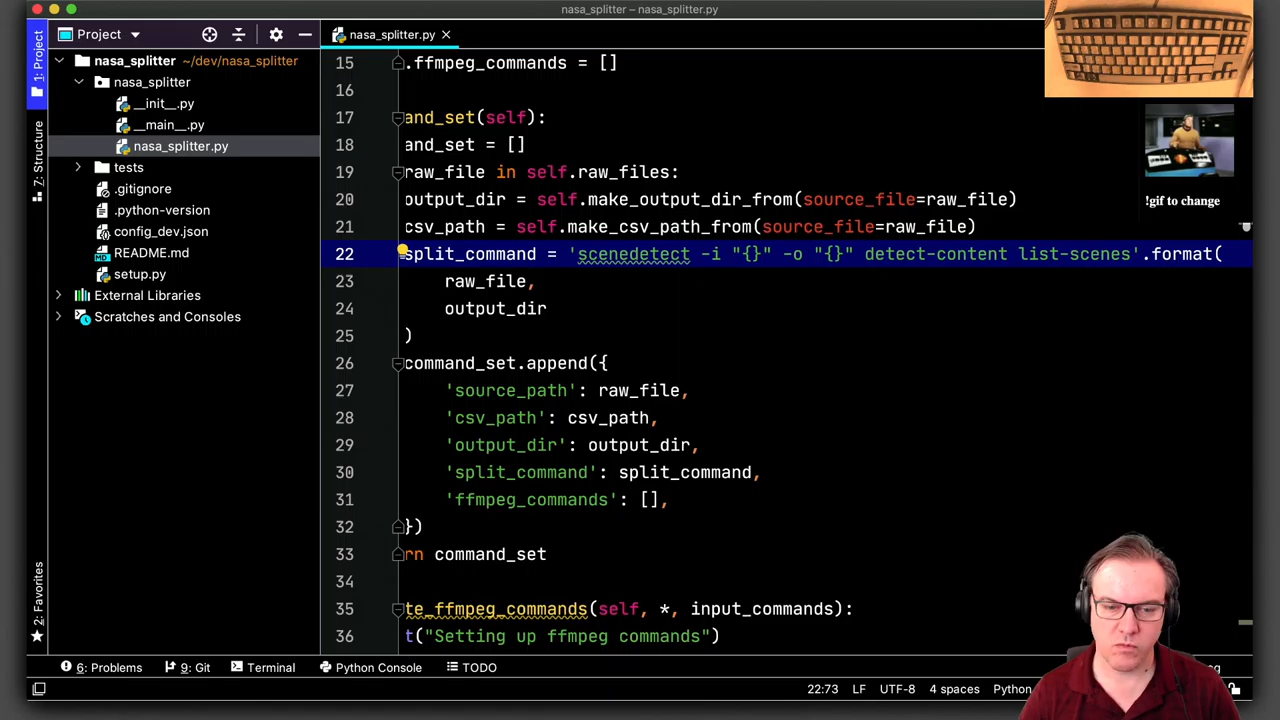 nasa_splitter – nasa_splitter.py
1: Project
7: Structure
2: Favorites
Project
nasa_splitter ~/dev/nasa_splitter
nasa_splitter
__init__.py
__main__.py
nasa_splitter.py
tests
.gitignore
.python-version
config_dev.json
README.md
setup.py
External Libraries
Scratches and Consoles
nasa_splitter.py
15 .ffmpeg_commands = []
16
17 and_set(self):
18 and_set = []
19 raw_file in self.raw_files:
20 output_dir = self.make_output_dir_from(source_file=raw_file)
21 csv_path = self.make_csv_path_from(source_file=raw_file)
22 split_command = 'scenedetect -i "{}" -o "{}" detect-content list-scenes'.format(
23 raw_file,
24 output_dir
25 )
26 command_set.append({
27 'source_path': raw_file,
28 'csv_path': csv_path,
29 'output_dir': output_dir,
30 'split_command': split_command,
31 'ffmpeg_commands': [],
32 })
33 rn command_set
34
35 te_ffmpeg_commands(self, *, input_commands):
36 t("Setting up ffmpeg commands")
!gif to change
6: Problems 9: Git Terminal Python Console TODO
22:73 LF UTF-8 4 spaces Python